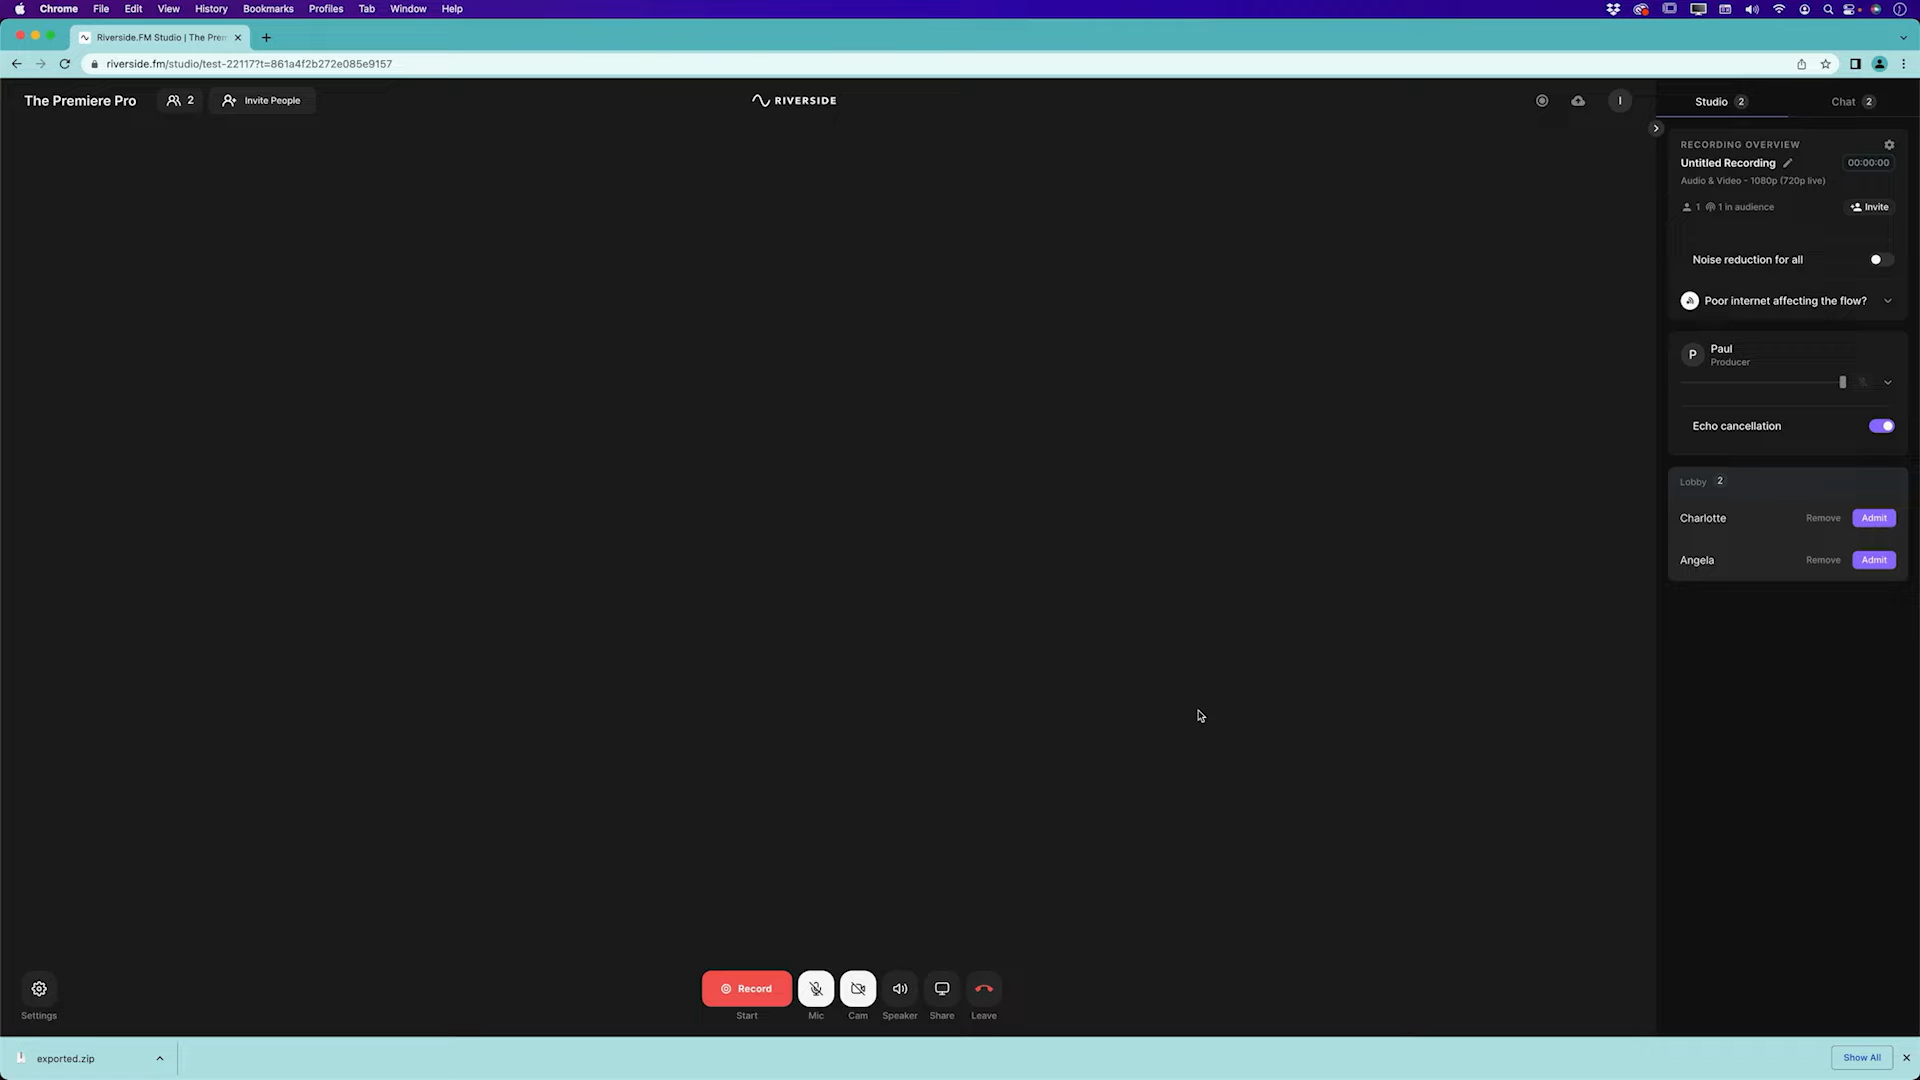 Chrome File Edit View History Bookmarks Profiles Tab Window Help
Riverside.FM Studio | The Prem
riverside.fm/studio/test-22117?t=861a4f2b272e085e9157
The Premiere Pro 2 Invite People RIVERSIDE I
Studio 2 Chat 2
RECORDING OVERVIEW
Untitled Recording 00:00:00
Audio & Video - 1080p (720p live)
1 1 in audience Invite
Noise reduction for all
Poor internet affecting the flow?
P Paul
Producer
Echo cancellation
Lobby 2
Charlotte Remove Admit
Angela Remove Admit
Record
Settings Start Mic Cam Speaker Share Leave
exported.zip Show All